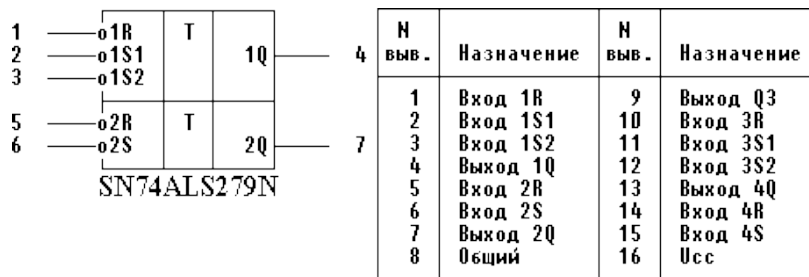 1 1R T
2 1S1 1Q 4
3 1S2
5 2R T
6 2S 2Q 7
SN74ALS279N
N выв. Назначение N выв. Назначение
1 Вход 1R 9 Выход Q3
2 Вход 1S1 10 Вход 3R
3 Вход 1S2 11 Вход 3S1
4 Выход 1Q 12 Вход 3S2
5 Вход 2R 13 Выход 4Q
6 Вход 2S 14 Вход 4R
7 Выход 2Q 15 Вход 4S
8 Общий 16 Ucc